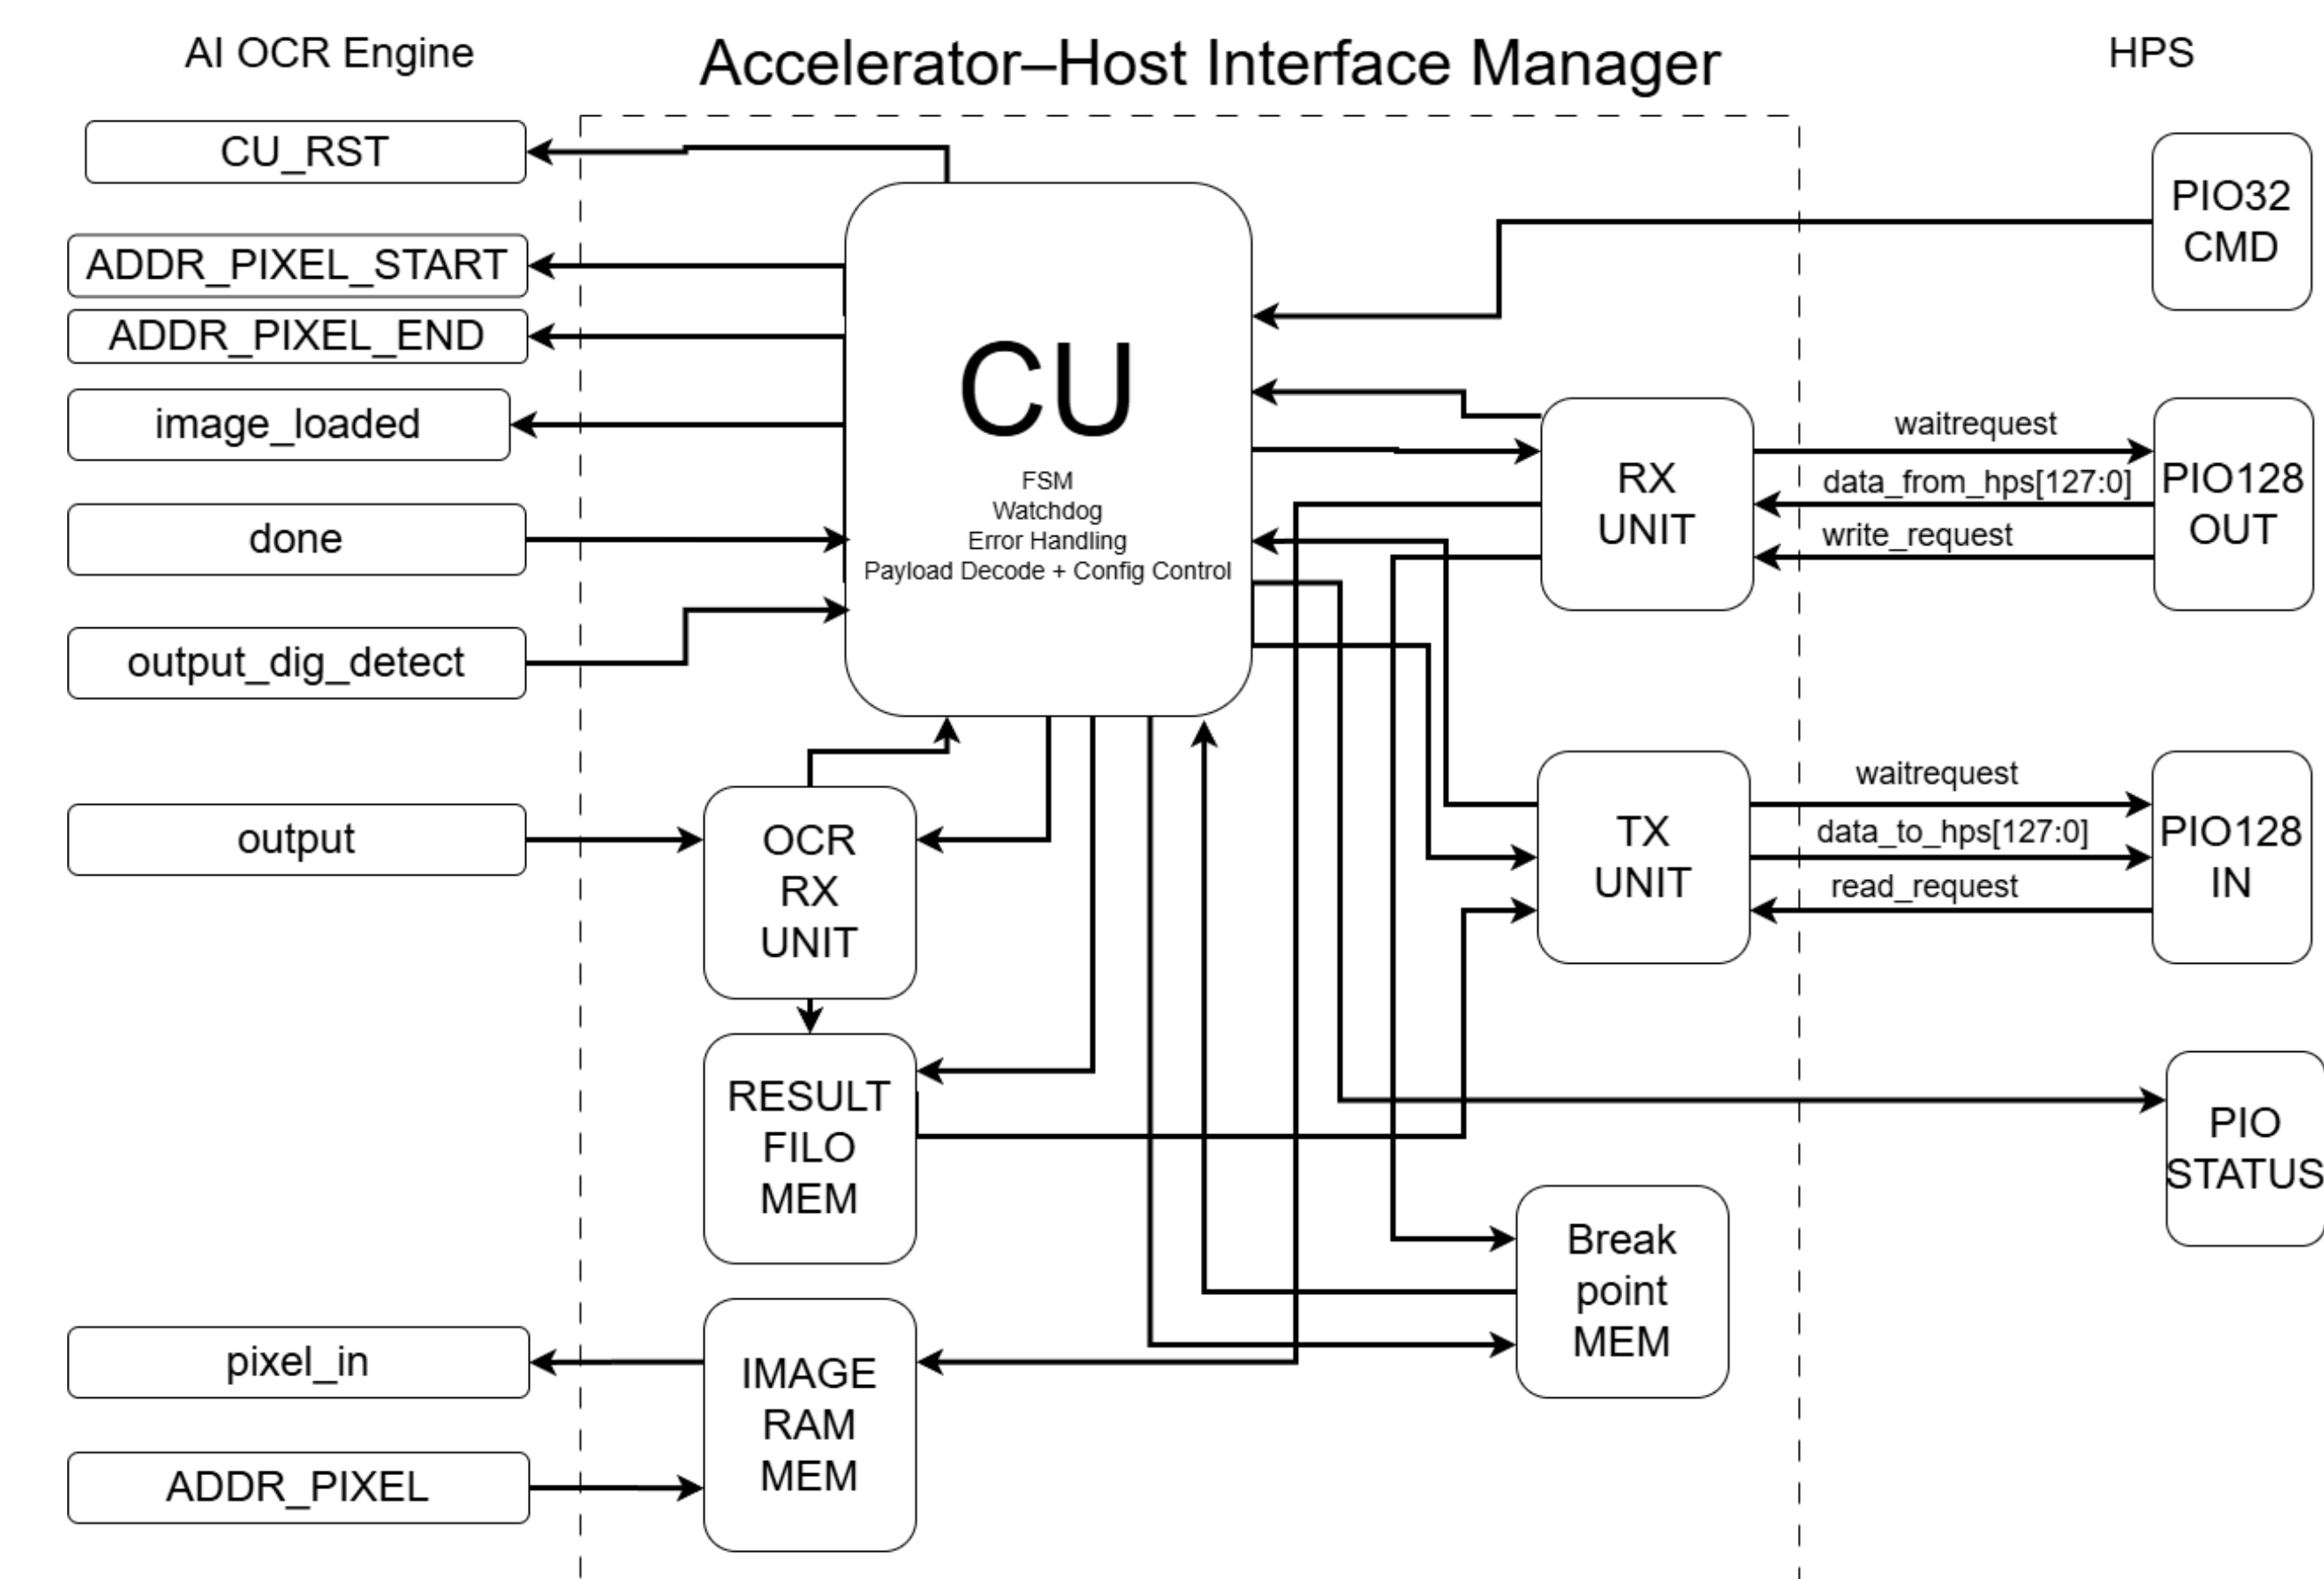 AI OCR Engine
Accelerator–Host Interface Manager
HPS
CU_RST
ADDR_PIXEL_START
ADDR_PIXEL_END
image_loaded
done
output_dig_detect
output
pixel_in
ADDR_PIXEL
CU
FSM
Watchdog
Error Handling
Payload Decode + Config Control
OCR
RX
UNIT
RESULT
FILO
MEM
IMAGE
RAM
MEM
RX
UNIT
TX
UNIT
Break
point
MEM
waitrequest
data_from_hps[127:0]
write_request
waitrequest
data_to_hps[127:0]
read_request
PIO32
CMD
PIO128
OUT
PIO128
IN
PIO
STATUS